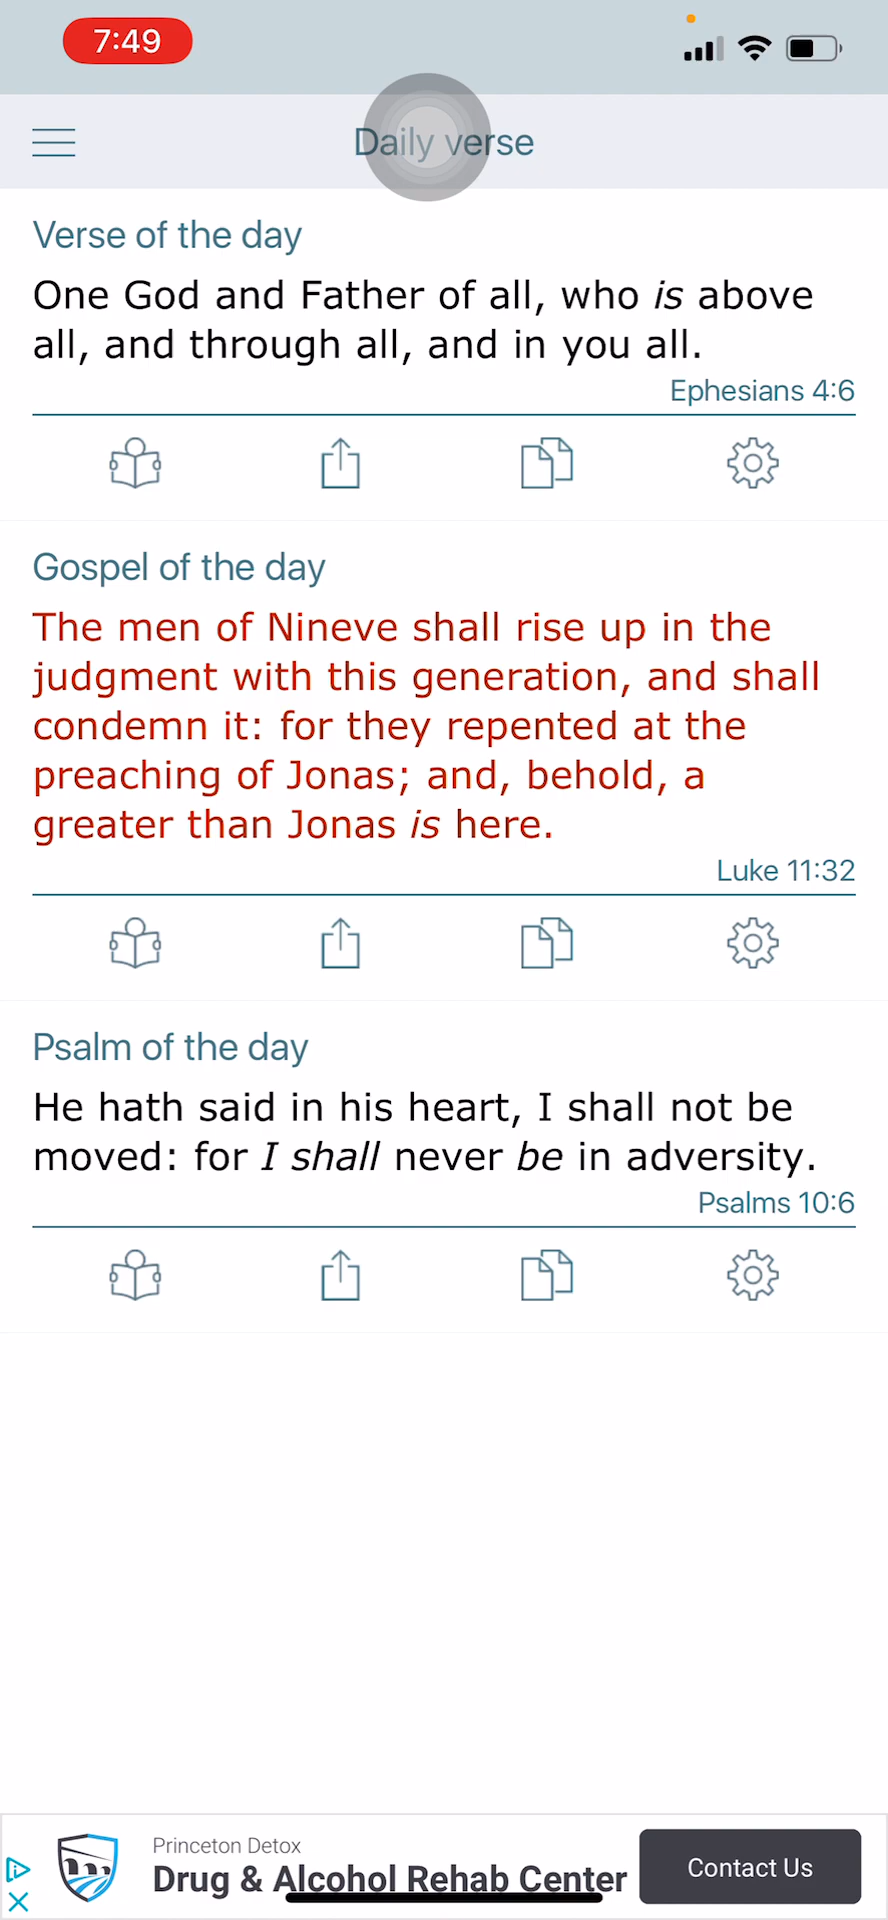 7:49
Daily verse
Verse of the day
One God and Father of all, who is above
all, and through all, and in you all.
Ephesians 4:6
Gospel of the day
The men of Nineve shall rise up in the
judgment with this generation, and shall
condemn it: for they repented at the
preaching of Jonas; and, behold, a
greater than Jonas is here.
Luke 11:32
Psalm of the day
He hath said in his heart, I shall not be
moved: for I shall never be in adversity.
Psalms 10:6
Princeton Detox
Drug & Alcohol Rehab Center
Contact Us